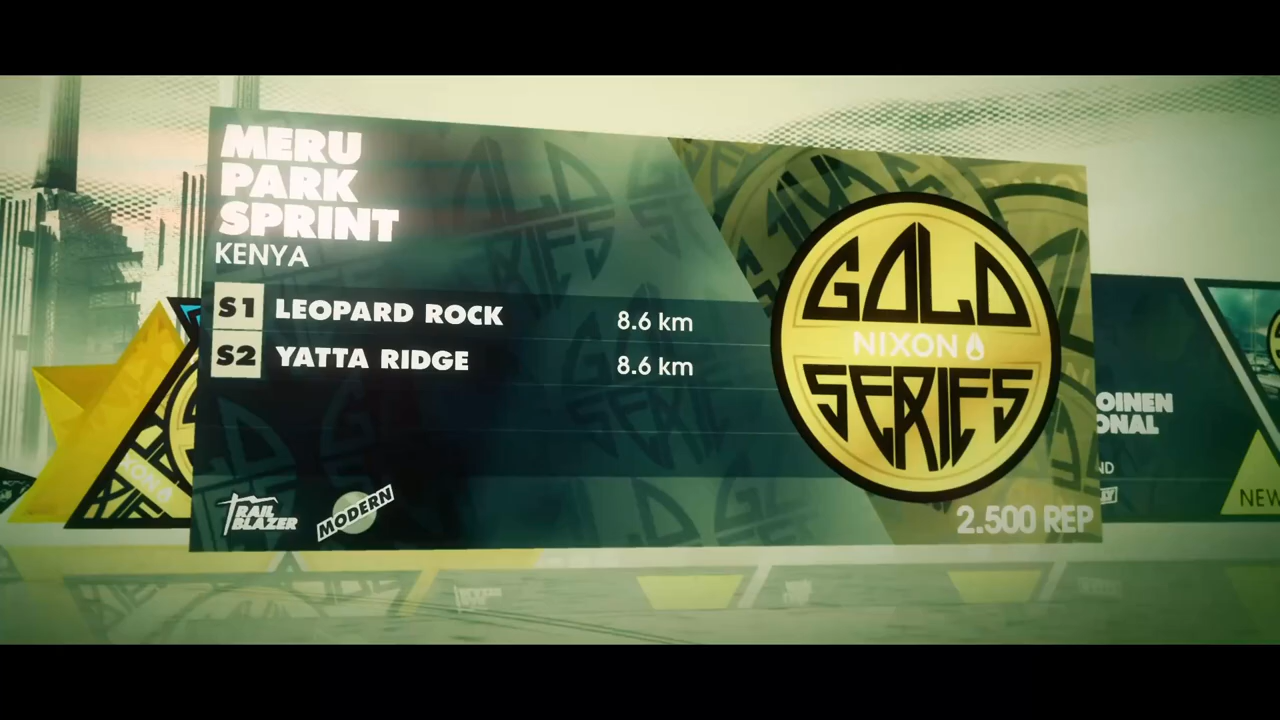 MERU
PARK
SPRINT
KENYA
S1 LEOPARD ROCK 8.6 km
S2 YATTA RIDGE 8.6 km
GOLD
NIXON
SERIES
TRAIL
BLAZER
MODERN
2.500 REP
OINEN
ONAL
ND
NEW